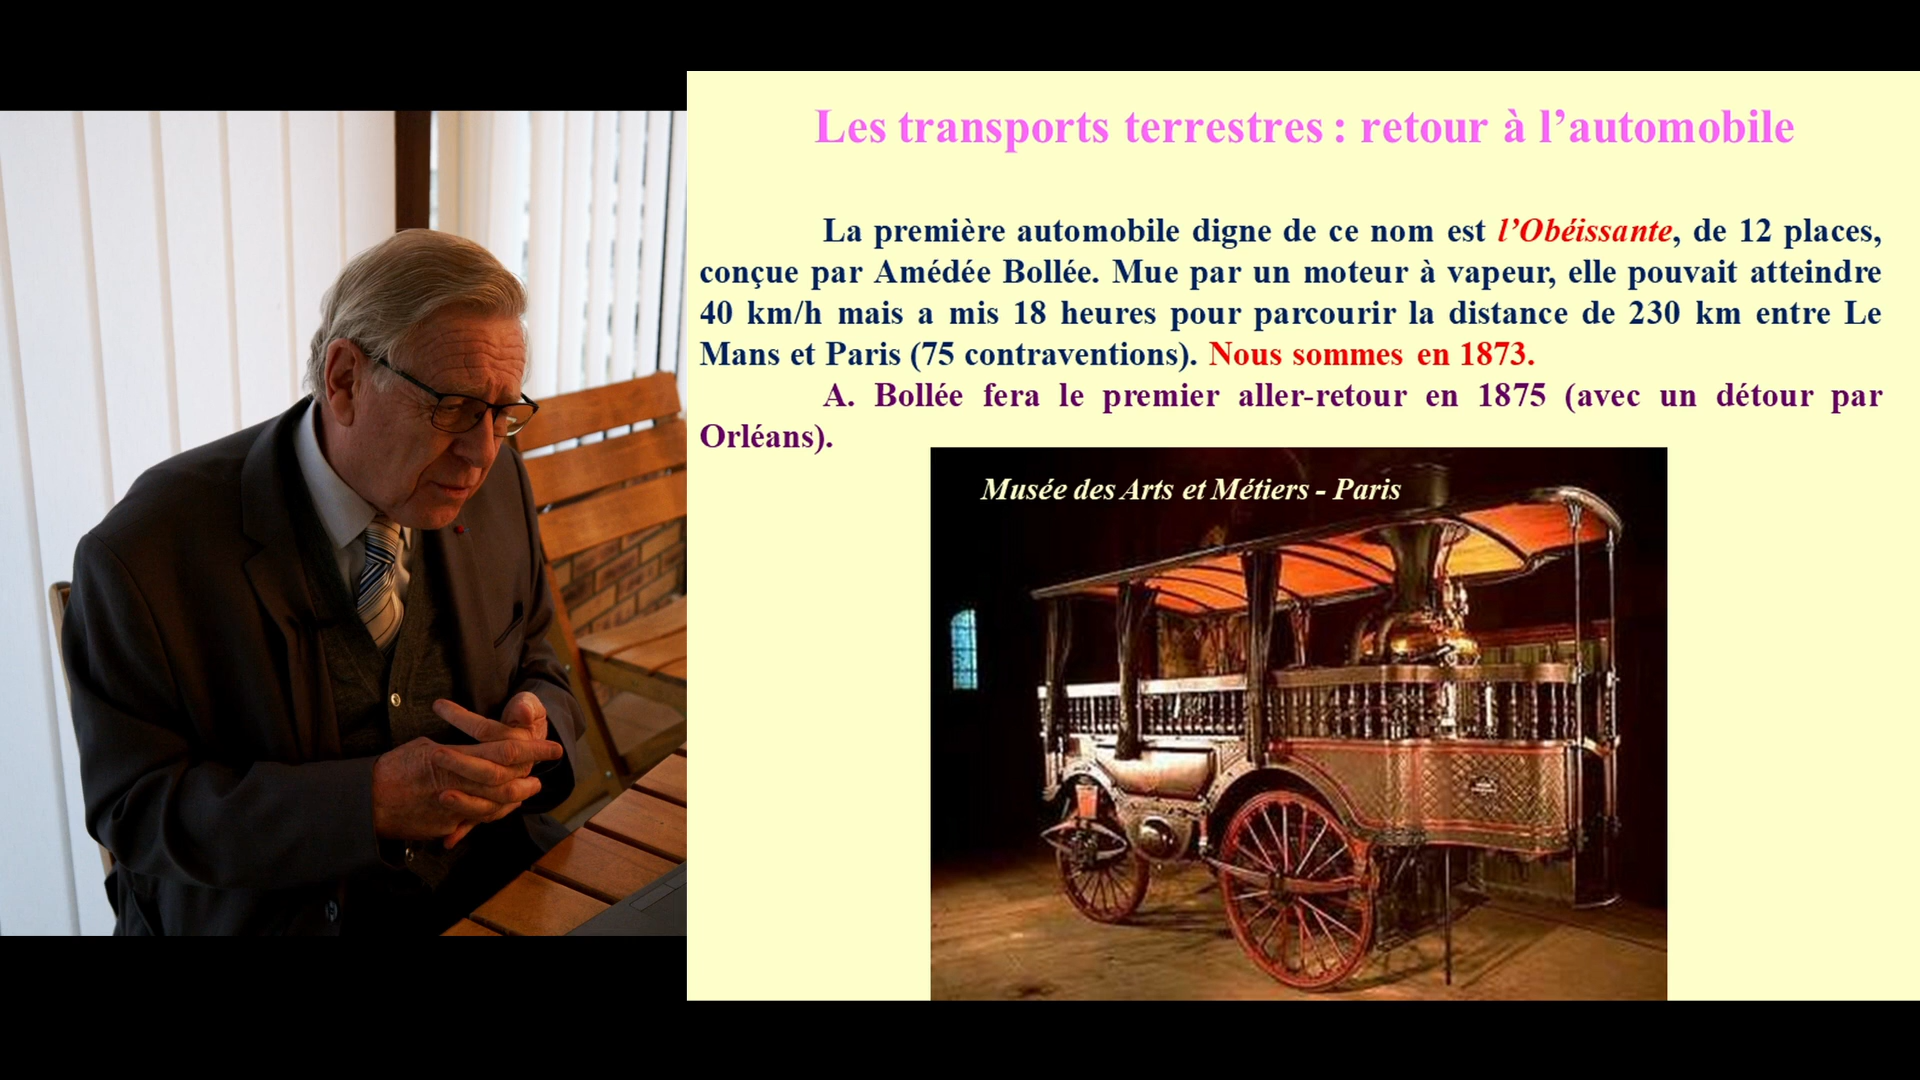 Les transports terrestres : retour à l’automobile
La première automobile digne de ce nom est l’Obéissante, de 12 places,
conçue par Amédée Bollée. Mue par un moteur à vapeur, elle pouvait atteindre
40 km/h mais a mis 18 heures pour parcourir la distance de 230 km entre Le
Mans et Paris (75 contraventions). Nous sommes en 1873.
A. Bollée fera le premier aller-retour en 1875 (avec un détour par
Orléans).
Musée des Arts et Métiers - Paris